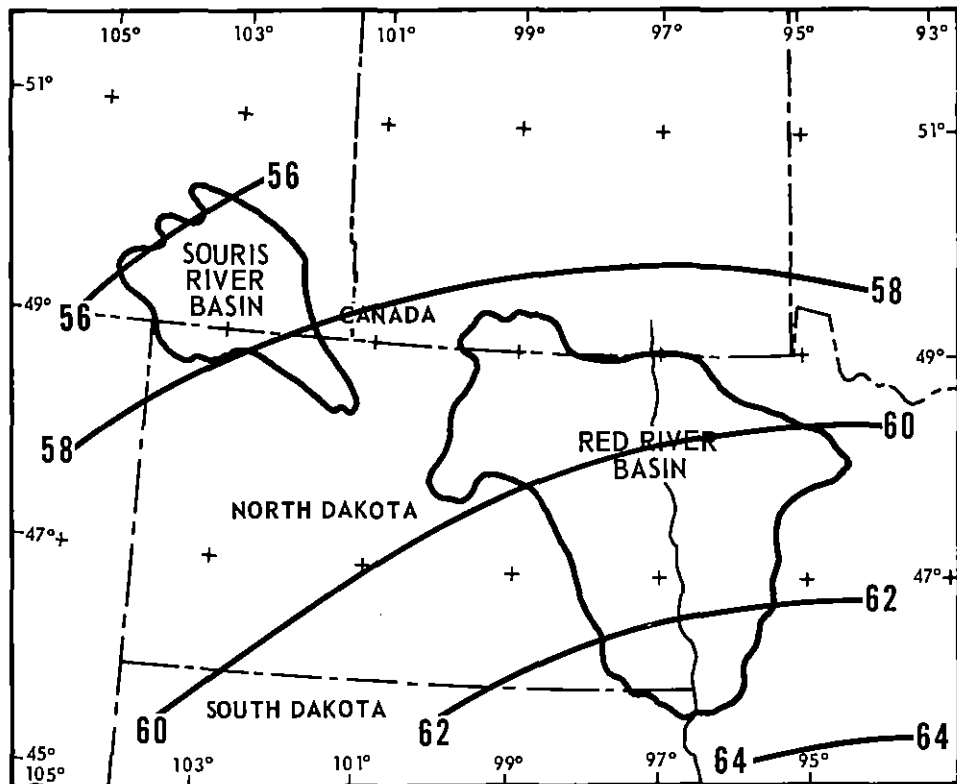 105° 103° 101° 99° 97° 95° 93°
51°
51°
56
SOURIS
RIVER
BASIN
58
49°
56
CANADA
49°
60
58
RED RIVER
BASIN
NORTH DAKOTA
47°
47°
62
SOUTH DAKOTA
60
62
64
64
45°
105° 103° 101° 99° 97° 95°